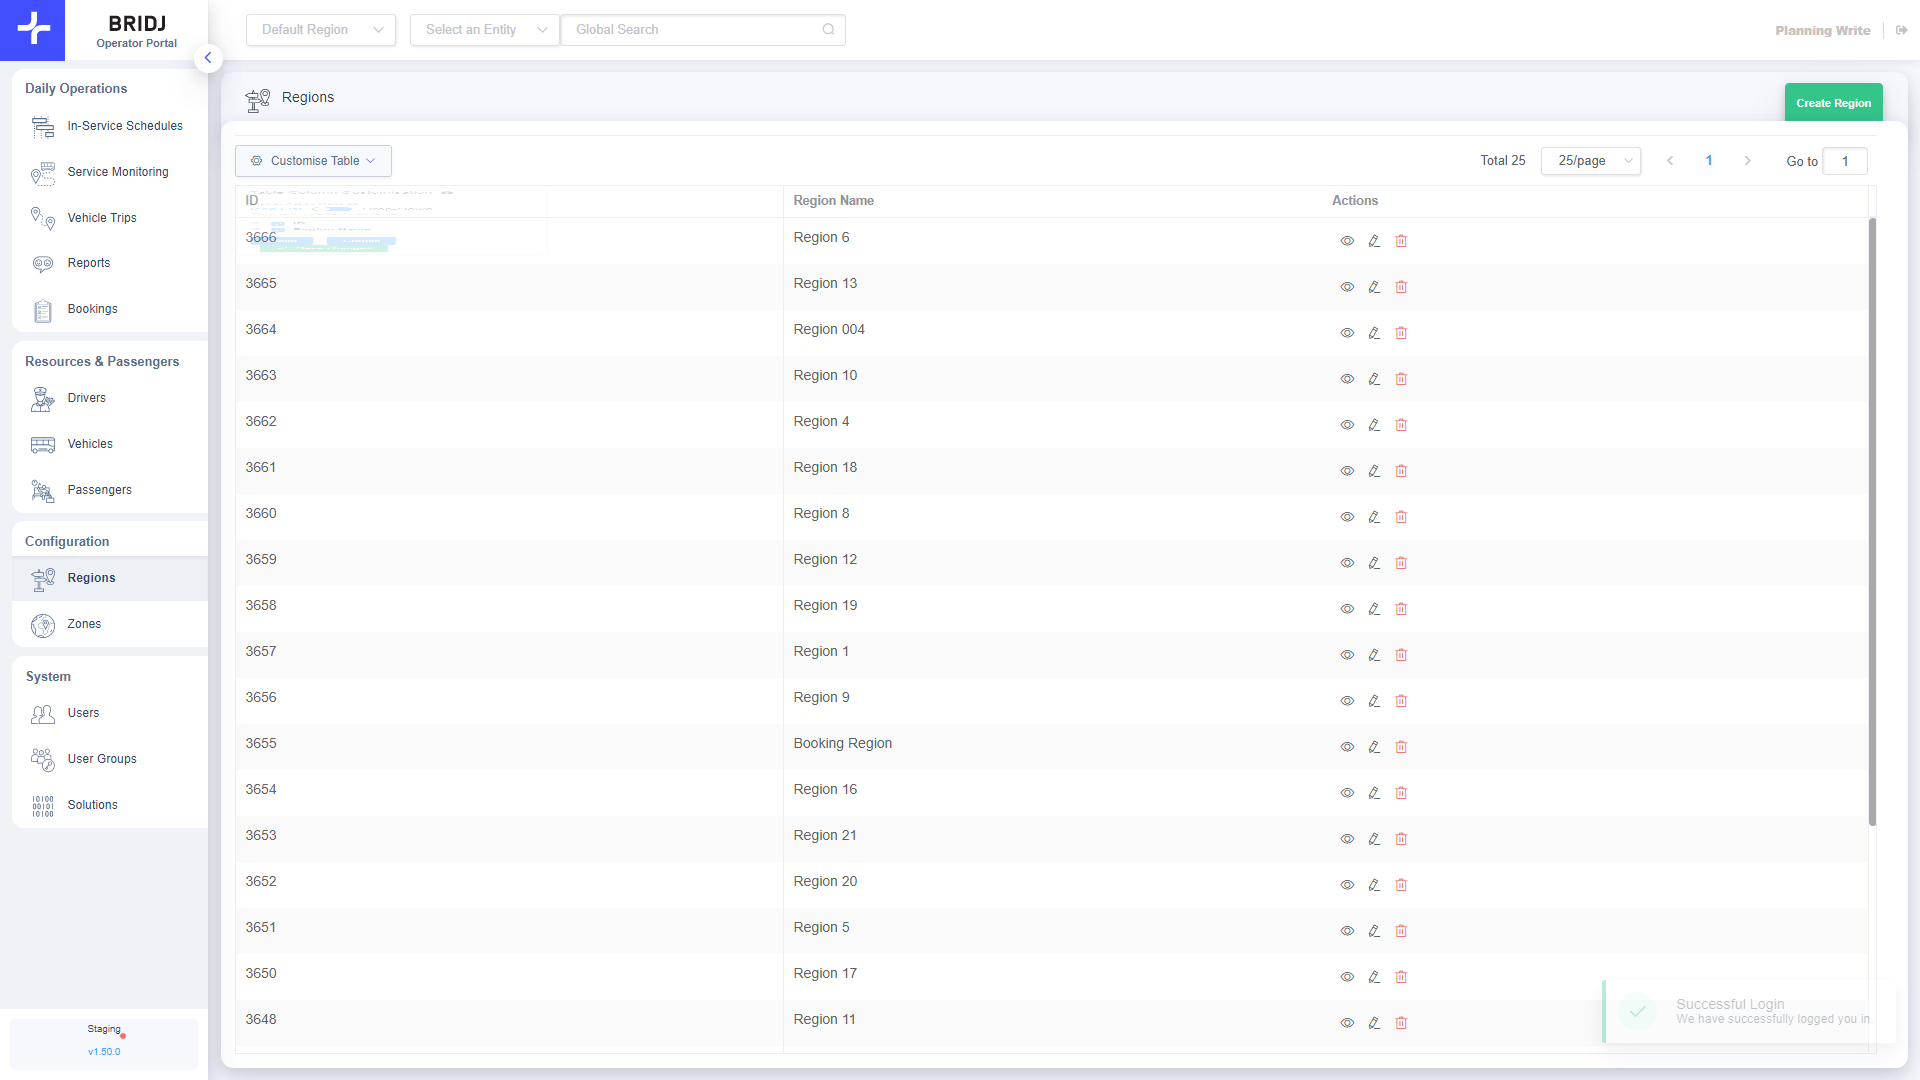 BRIDJ
Operator Portal
Default Region
Select an Entity
Global Search
Planning Write
Daily Operations
In-Service Schedules
Service Monitoring
Vehicle Trips
Reports
Bookings
Resources & Passengers
Drivers
Vehicles
Passengers
Configuration
Regions
Zones
System
Users
User Groups
Solutions
Staging
v1.50.0
Regions
Create Region
Customise Table
Total 25
25/page
1
Go to
1
ID
Region Name
Actions
3666
Region 6
3665
Region 13
3664
Region 004
3663
Region 10
3662
Region 4
3661
Region 18
3660
Region 8
3659
Region 12
3658
Region 19
3657
Region 1
3656
Region 9
3655
Booking Region
3654
Region 16
3653
Region 21
3652
Region 20
3651
Region 5
3650
Region 17
3648
Region 11
Successful Login
We have successfully logged you in.